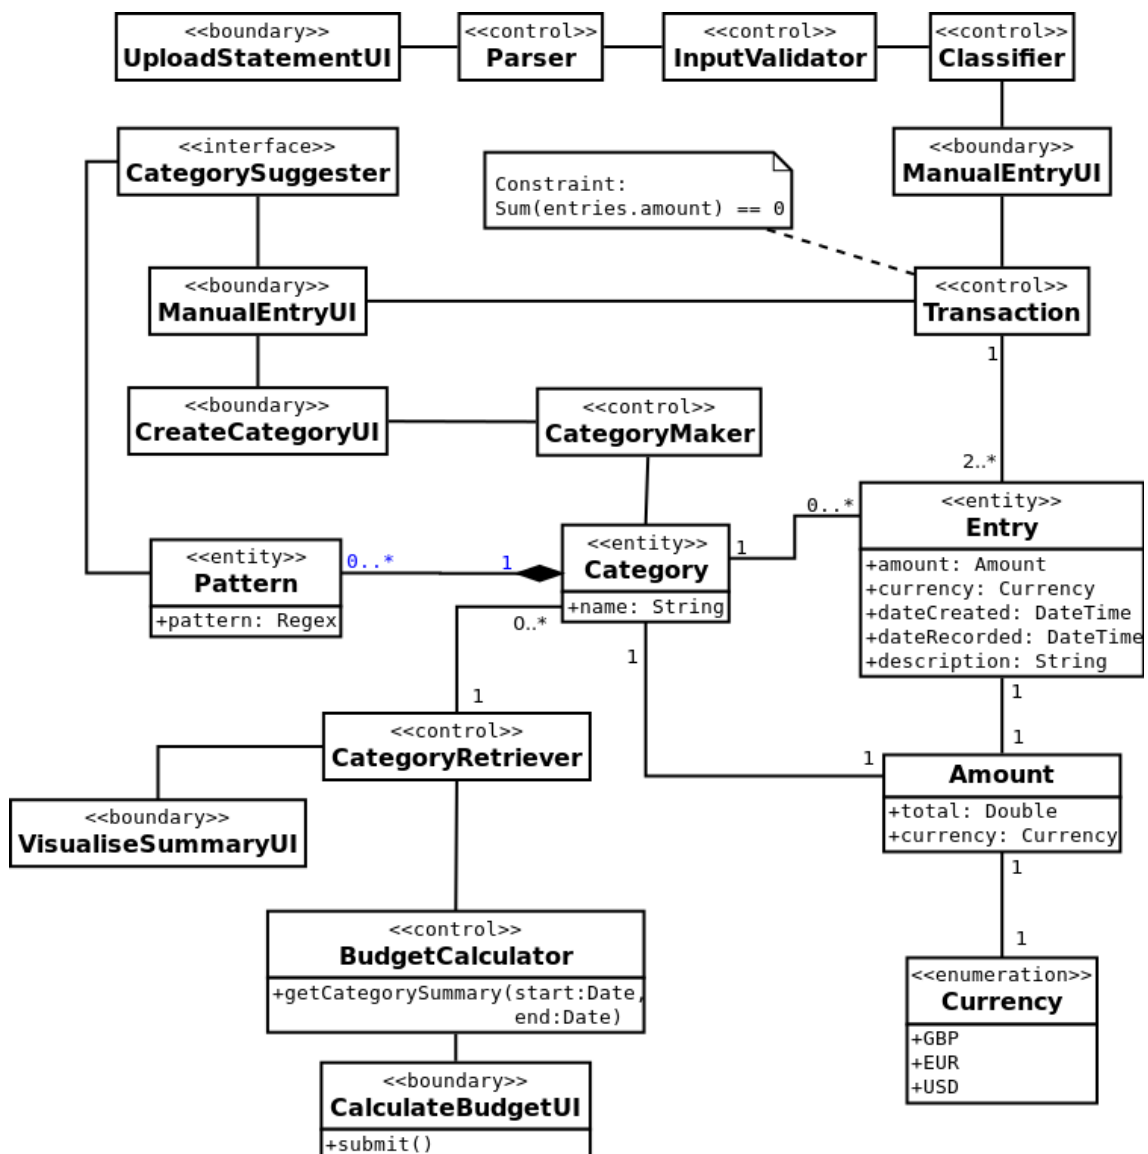 <<boundary>>
UploadStatementUI
<<control>>
Parser
<<control>>
InputValidator
<<control>>
Classifier
<<interface>>
CategorySuggester
Constraint:
Sum(entries.amount) == 0
<<boundary>>
ManualEntryUI
<<boundary>>
ManualEntryUI
<<control>>
Transaction
1
2..*
<<boundary>>
CreateCategoryUI
<<control>>
CategoryMaker
<<entity>>
Pattern
+pattern: Regex
0..*
1
<<entity>>
Category
+name: String
1
0..*
<<entity>>
Entry
+amount: Amount
+currency: Currency
+dateCreated: DateTime
+dateRecorded: DateTime
+description: String
0..*
1
1
1
1
1
<<control>>
CategoryRetriever
Amount
+total: Double
+currency: Currency
<<boundary>>
VisualiseSummaryUI
1
1
<<control>>
BudgetCalculator
+getCategorySummary(start:Date,
end:Date)
<<enumeration>>
Currency
+GBP
+EUR
+USD
<<boundary>>
CalculateBudgetUI
+submit()